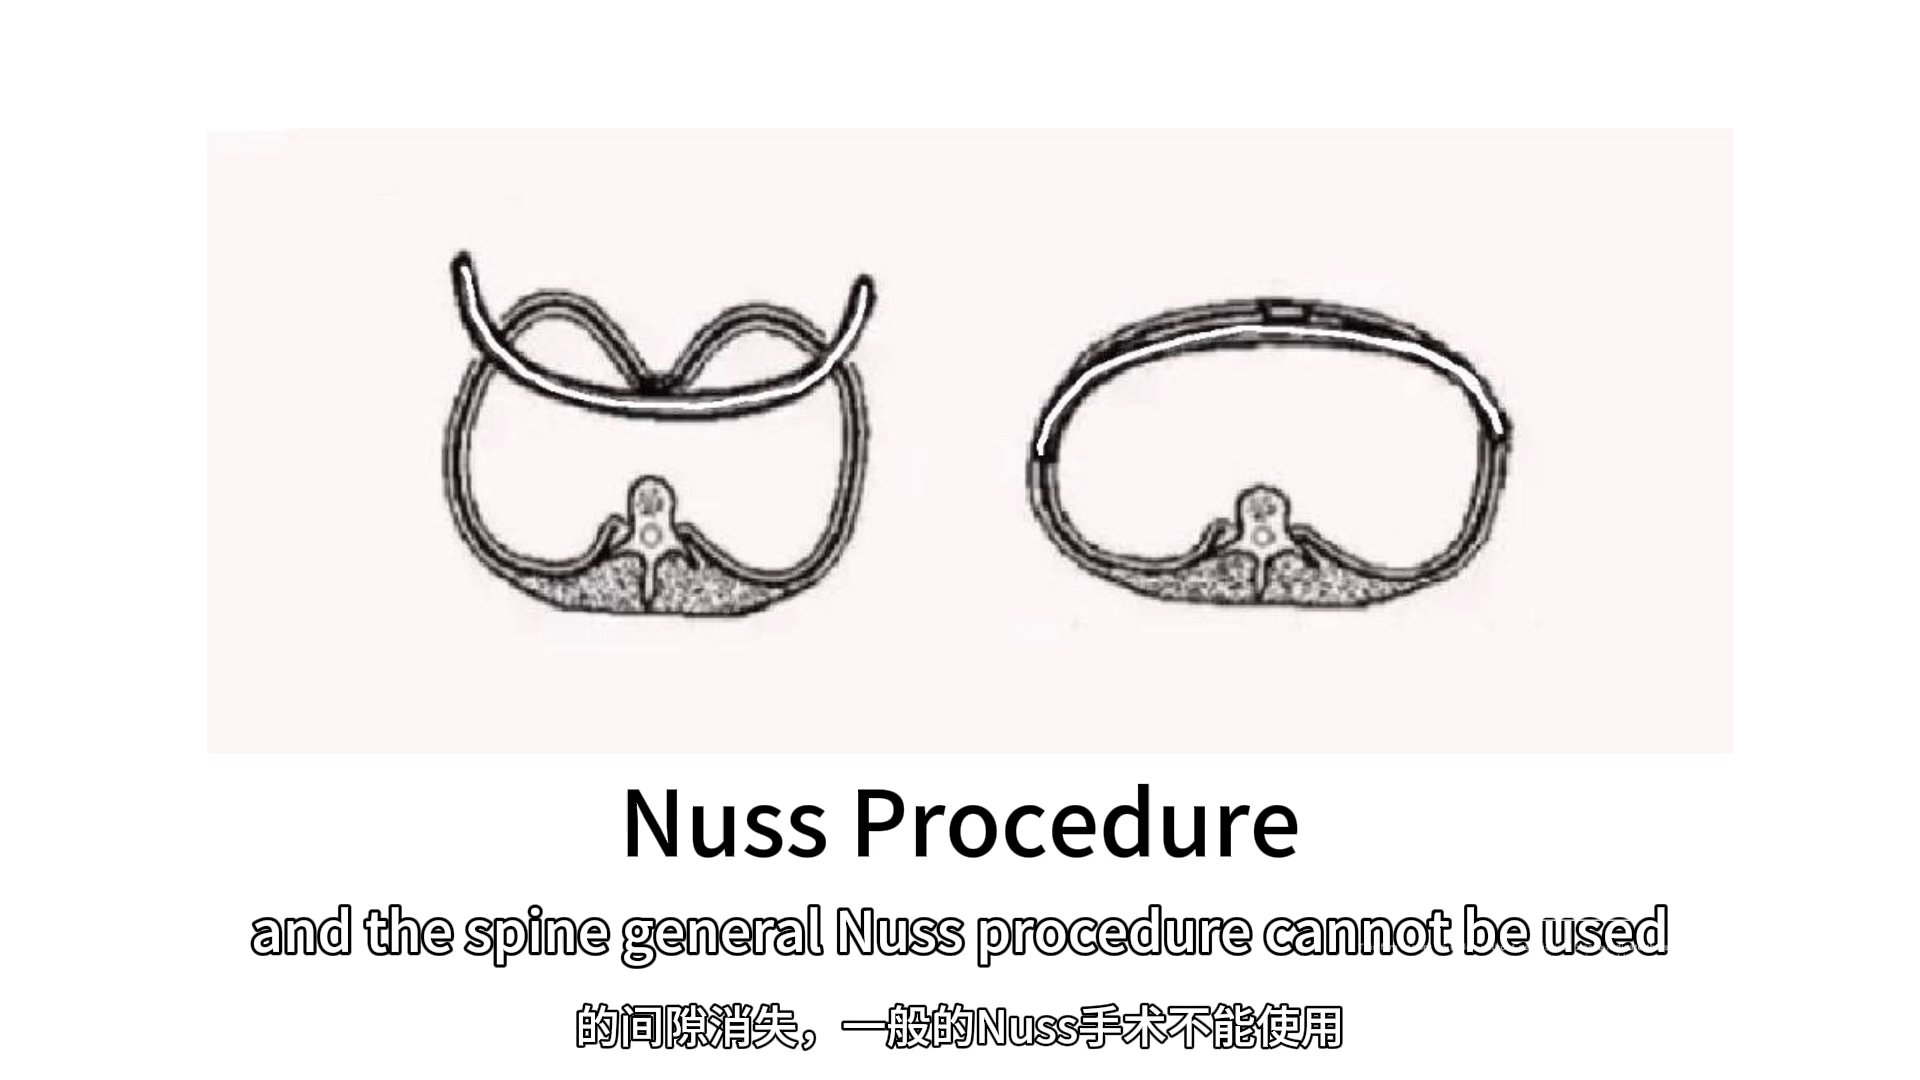 Nuss Procedure
and the spine general Nuss procedure cannot be used
的间隙消失，一般的Nuss手术不能使用